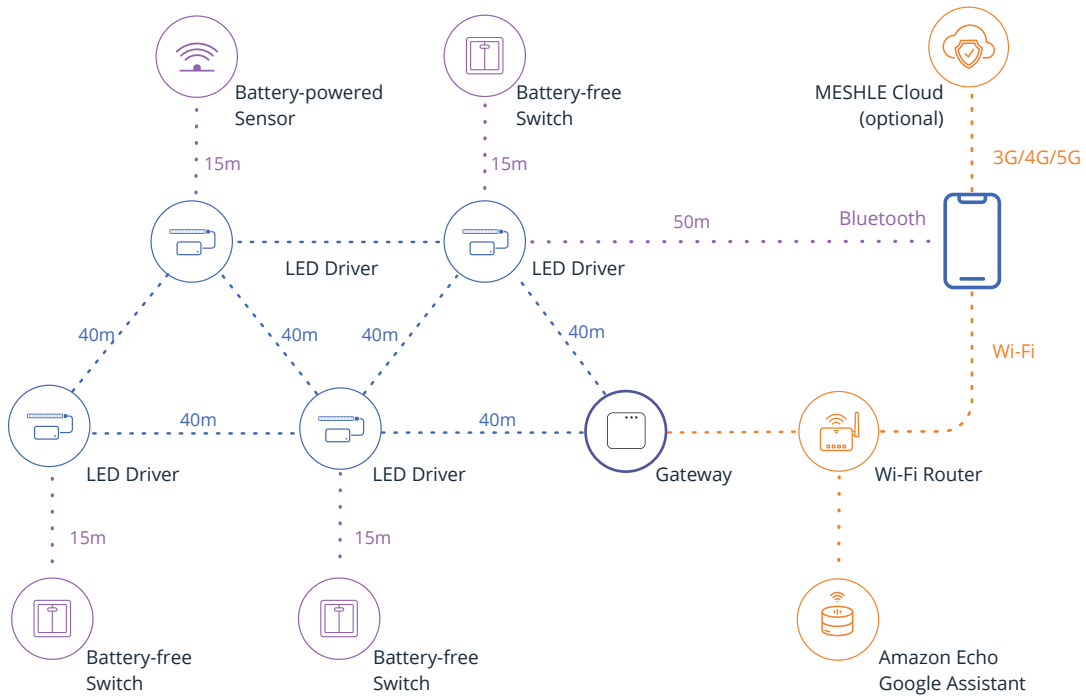 Battery-powered
Sensor
Battery-free
Switch
MESHLE Cloud
(optional)
15m
15m
3G/4G/5G
50m
Bluetooth
LED Driver
LED Driver
40m
40m
40m
40m
Wi-Fi
40m
40m
LED Driver
LED Driver
Gateway
Wi-Fi Router
15m
15m
Battery-free
Switch
Battery-free
Switch
Amazon Echo
Google Assistant